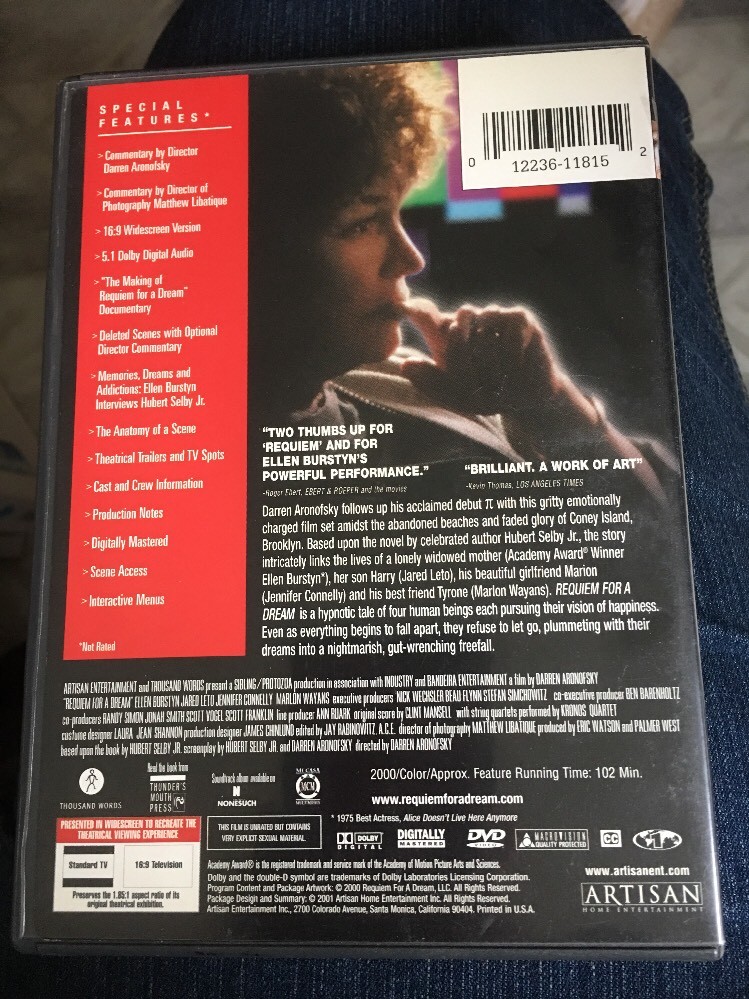 SPECIAL
FEATURES*
> Commentary by Director
Darren Aronofsky
> Commentary by Director of
Photography Matthew Libatique
> 16:9 Widescreen Version
> 5.1 Dolby Digital Audio
> "The Making of
Requiem for a Dream"
Documentary
> Deleted Scenes with Optional
Director Commentary
> Memories, Dreams and
Addictions: Ellen Burstyn
Interviews Hubert Selby Jr.
> The Anatomy of a Scene
> Theatrical Trailers and TV Spots
> Cast and Crew Information
> Production Notes
> Digitally Mastered
> Scene Access
> Interactive Menus
*Not Rated
0 12236-11815 2
"TWO THUMBS UP FOR
'REQUIEM' AND FOR
ELLEN BURSTYN'S
POWERFUL PERFORMANCE."
-Roger Ebert, EBERT & ROEPER and the movies
"BRILLIANT. A WORK OF ART"
-Kevin Thomas, LOS ANGELES TIMES
Darren Aronofsky follows up his acclaimed debut π with this gritty emotionally
charged film set amidst the abandoned beaches and faded glory of Coney Island,
Brooklyn. Based upon the novel by celebrated author Hubert Selby Jr., the story
intricately links the lives of a lonely widowed mother (Academy Award® Winner
Ellen Burstyn*), her son Harry (Jared Leto), his beautiful girlfriend Marion
(Jennifer Connelly) and his best friend Tyrone (Marlon Wayans). REQUIEM FOR A
DREAM is a hypnotic tale of four human beings each pursuing their vision of happiness.
Even as everything begins to fall apart, they refuse to let go, plummeting with their
dreams into a nightmarish, gut-wrenching freefall.
ARTISAN ENTERTAINMENT and THOUSAND WORDS present a SIBLING/PROTOZOA production in association with INDUSTRY and BANDEIRA ENTERTAINMENT a film by DARREN ARONOFSKY
"REQUIEM FOR A DREAM" ELLEN BURSTYN JARED LETO JENNIFER CONNELLY MARLON WAYANS executive producers NICK WECHSLER BEAU FLYNN STEFAN SIMCHOWITZ co-executive producer BEN BARENHOLTZ
co-producers RANDY SIMON JONAH SMITH SCOTT VOGEL SCOTT FRANKLIN line producer ANN RUARK original score by CLINT MANSELL with string quartets performed by KRONOS QUARTET
costume designer LAURA JEAN SHANNON production designer JAMES CHINLUND edited by JAY RABINOWITZ, A.C.E. director of photography MATTHEW LIBATIQUE produced by ERIC WATSON and PALMER WEST
based upon the book by HUBERT SELBY JR. screenplay by HUBERT SELBY JR. and DARREN ARONOFSKY directed by DARREN ARONOFSKY
THOUSAND WORDS
Read the book from
THUNDER'S
MOUTH
PRESS
Soundtrack album available on
N
NONESUCH
MCM
2000/Color/Approx. Feature Running Time: 102 Min.
www.requiemforadream.com
* 1975 Best Actress, Alice Doesn't Live Here Anymore
PRESENTED IN WIDESCREEN TO RECREATE THE
THEATRICAL VIEWING EXPERIENCE
Standard TV
16:9 Television
Preserves the 1.85:1 aspect ratio of its
original theatrical exhibition.
THIS FILM IS UNRATED BUT CONTAINS
VERY EXPLICIT SEXUAL MATERIAL.
DOLBY
DIGITAL
DIGITALLY
MASTERED
DVD
VIDEO
MACROVISION
QUALITY PROTECTED
CC
1
Academy Award® is the registered trademark and service mark of the Academy of Motion Picture Arts and Sciences.
Dolby and the double-D symbol are trademarks of Dolby Laboratories Licensing Corporation.
Program Content and Package Artwork: © 2000 Requiem For A Dream, LLC. All Rights Reserved.
Package Design and Summary: © 2001 Artisan Home Entertainment Inc. All Rights Reserved.
Artisan Entertainment Inc., 2700 Colorado Avenue, Santa Monica, California 90404. Printed in U.S.A.
www.artisanent.com
ARTISAN
HOME ENTERTAINMENT